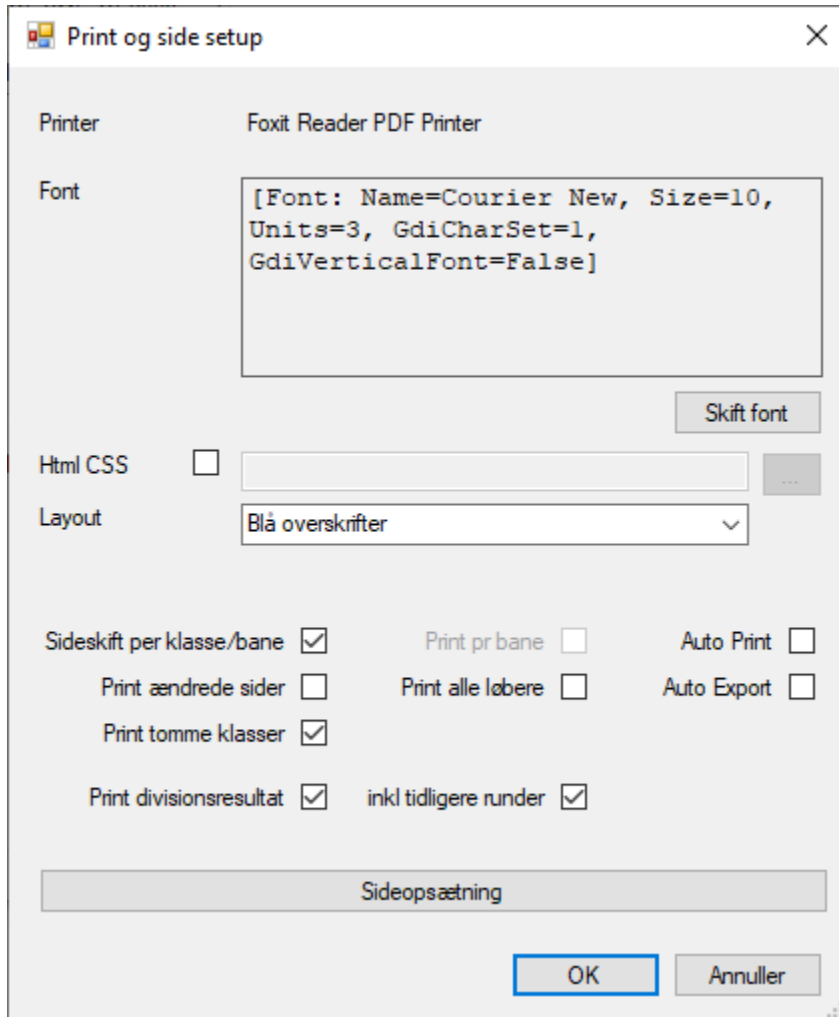 Print og side setup
Printer Foxit Reader PDF Printer
Font
[Font: Name=Courier New, Size=10,
Units=3, GdiCharSet=1,
GdiVerticalFont=False]
Skift font
Html CSS ...
Layout Blå overskrifter
Sideskift per klasse/bane Print pr bane Auto Print
Print ændrede sider Print alle løbere Auto Export
Print tomme klasser
Print divisionsresultat inkl tidligere runder
Sideopsætning
OK Annuller